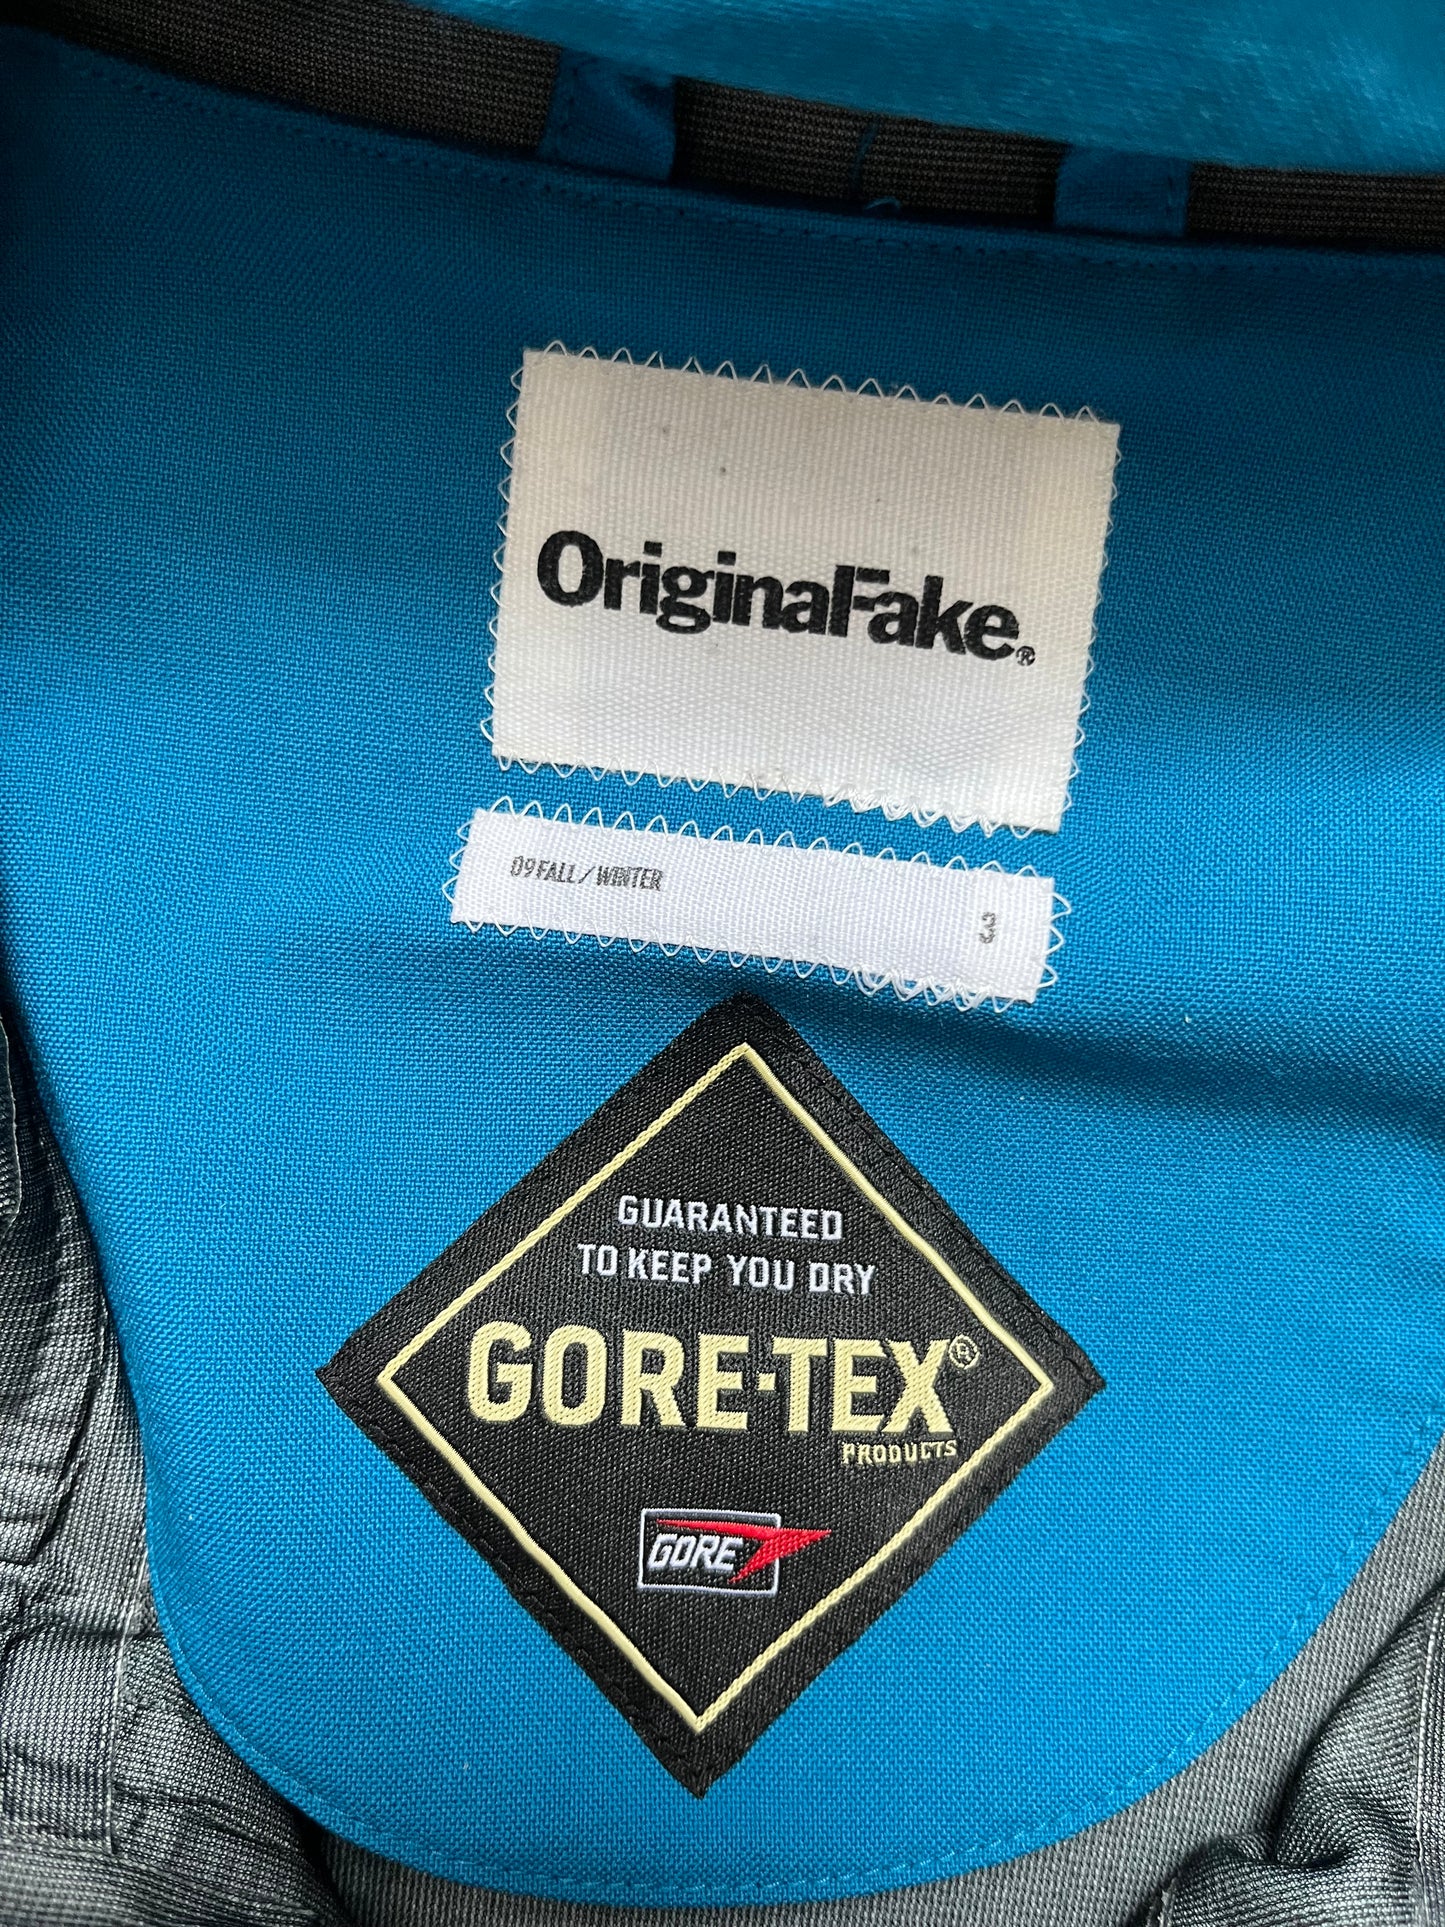 OriginalFake®
09 FALL/WINTER
3
GUARANTEED
TO KEEP YOU DRY
GORE-TEX®
PRODUCTS
GORE